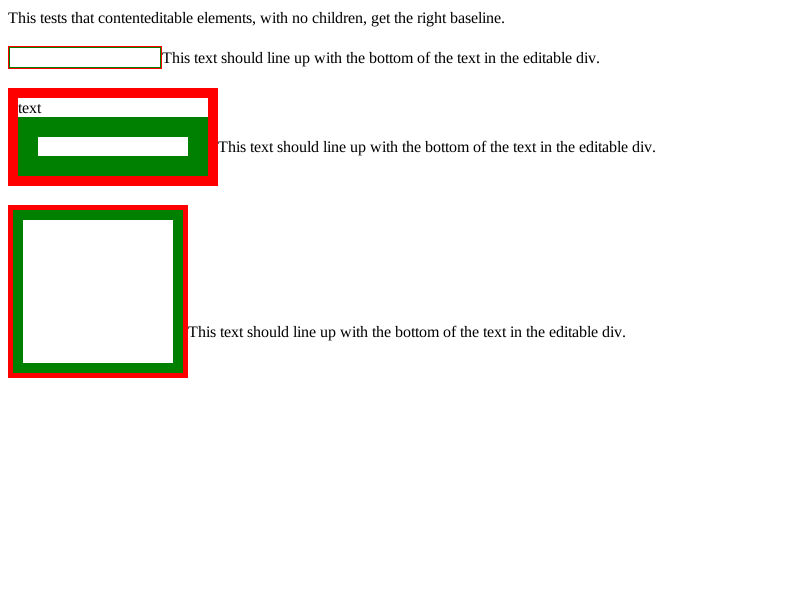 This tests that contenteditable elements, with no children, get the right baseline.
This text should line up with the bottom of the text in the editable div.
text
This text should line up with the bottom of the text in the editable div.
This text should line up with the bottom of the text in the editable div.